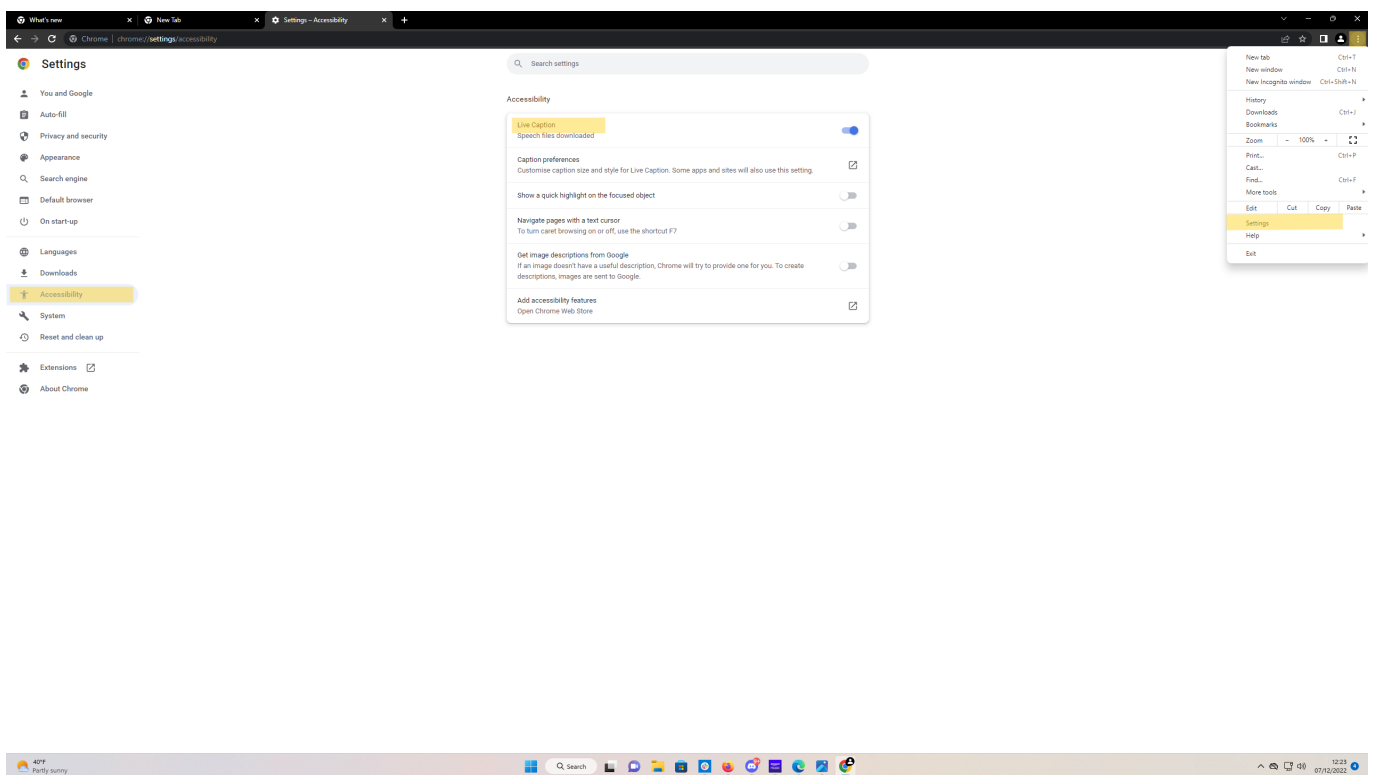 What's new
New Tab
Settings – Accessibility
Chrome | chrome://settings/accessibility
Settings
Search settings
You and Google
Auto-fill
Privacy and security
Appearance
Search engine
Default browser
On start-up
Languages
Downloads
Accessibility
System
Reset and clean up
Extensions
About Chrome
Accessibility
Live Caption
Speech files downloaded
Caption preferences
Customise caption size and style for Live Caption. Some apps and sites will also use this setting.
Show a quick highlight on the focused object
Navigate pages with a text cursor
To turn caret browsing on or off, use the shortcut F7
Get image descriptions from Google
If an image doesn't have a useful description, Chrome will try to provide one for you. To create
descriptions, images are sent to Google.
Add accessibility features
Open Chrome Web Store
New tab Ctrl+T
New window Ctrl+N
New Incognito window Ctrl+Shift+N
History
Downloads Ctrl+J
Bookmarks
Zoom - 100% +
Print... Ctrl+P
Cast...
Find... Ctrl+F
More tools
Edit Cut Copy Paste
Settings
Help
Exit
40°F
Partly sunny
Search
12:25
07/12/2022